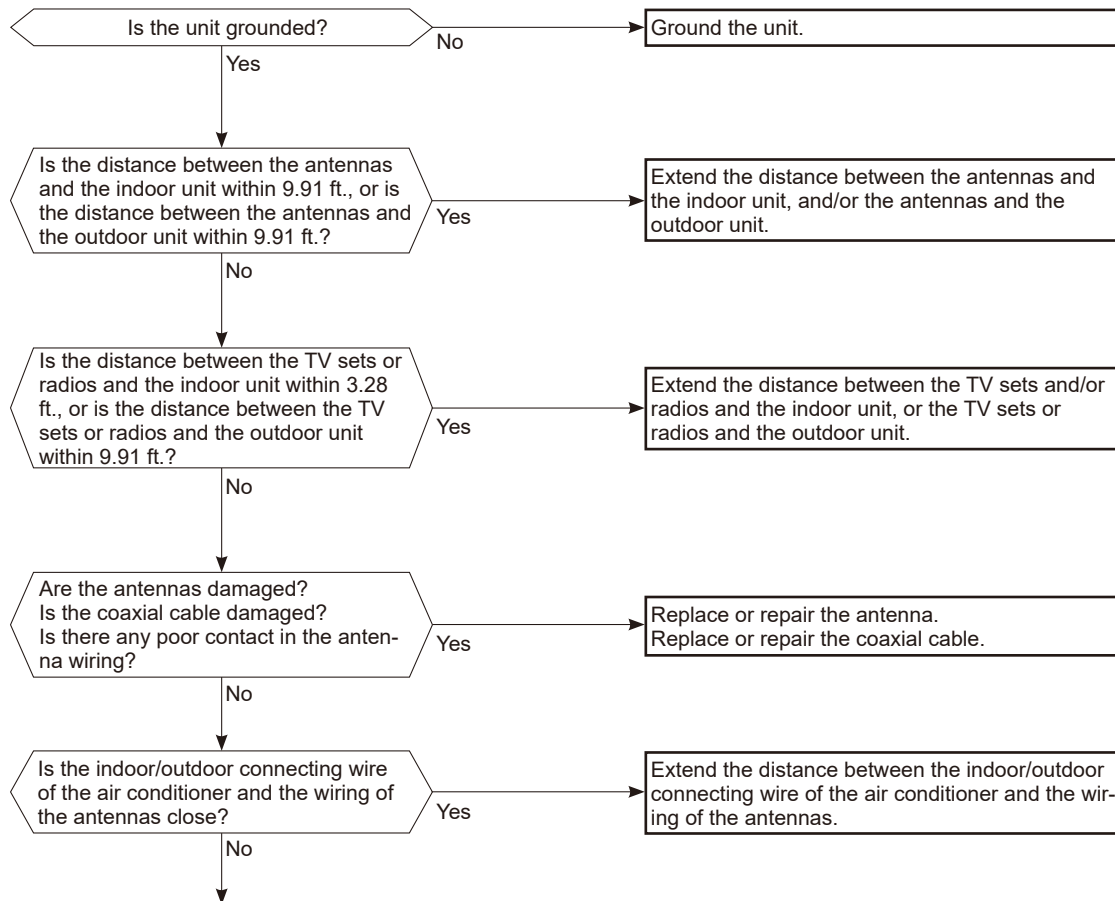 Is the unit grounded?
No
Ground the unit.
Yes
Is the distance between the antennas
and the indoor unit within 9.91 ft., or is
the distance between the antennas and
the outdoor unit within 9.91 ft.?
Yes
Extend the distance between the antennas and
the indoor unit, and/or the antennas and the
outdoor unit.
No
Is the distance between the TV sets or
radios and the indoor unit within 3.28
ft., or is the distance between the TV
sets or radios and the outdoor unit
within 9.91 ft.?
Yes
Extend the distance between the TV sets and/or
radios and the indoor unit, or the TV sets or
radios and the outdoor unit.
No
Are the antennas damaged?
Is the coaxial cable damaged?
Is there any poor contact in the anten-
na wiring?
Yes
Replace or repair the antenna.
Replace or repair the coaxial cable.
No
Is the indoor/outdoor connecting wire
of the air conditioner and the wiring of
the antennas close?
Yes
Extend the distance between the indoor/outdoor
connecting wire of the air conditioner and the wir-
ing of the antennas.
No